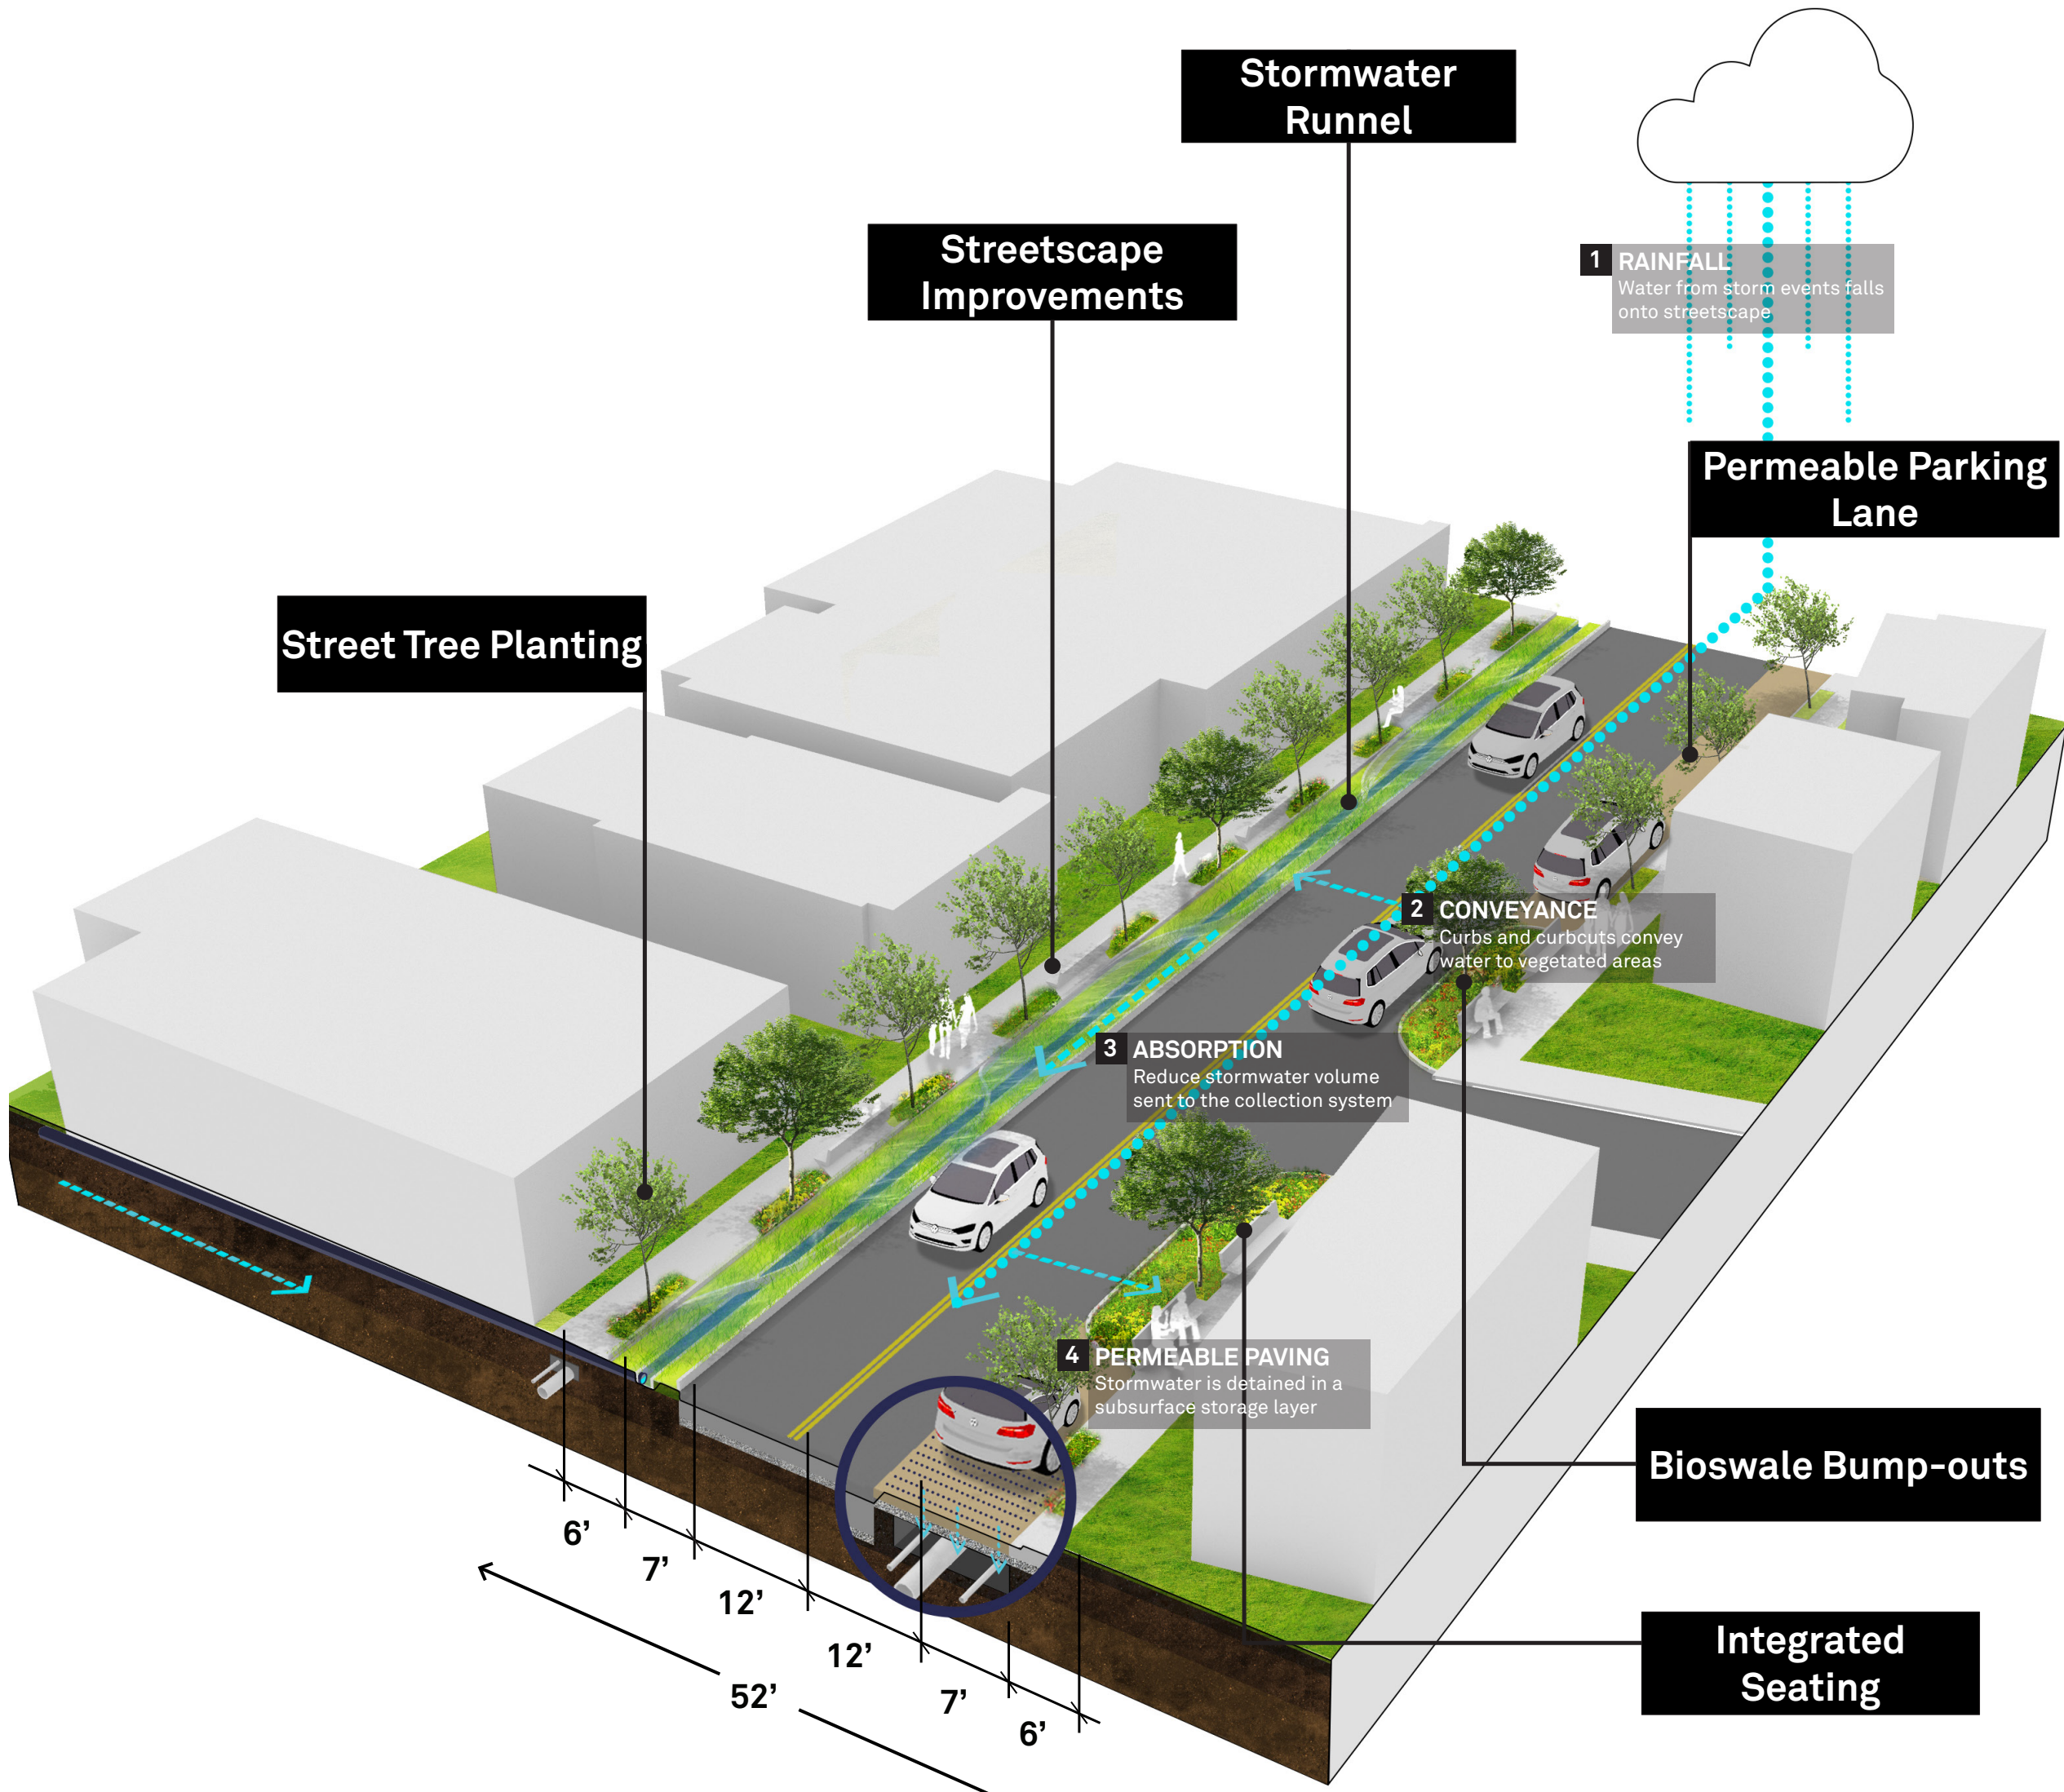 Stormwater
Runnel
Streetscape
Improvements
1 RAINFALL
Water from storm events falls
onto streetscape
Permeable Parking
Lane
Street Tree Planting
2 CONVEYANCE
Curbs and curbcuts convey
water to vegetated areas
3 ABSORPTION
Reduce stormwater volume
sent to the collection system
4 PERMEABLE PAVING
Stormwater is detained in a
subsurface storage layer
Bioswale Bump-outs
Integrated
Seating
6’
7’
12’
12’
7’
6’
52’